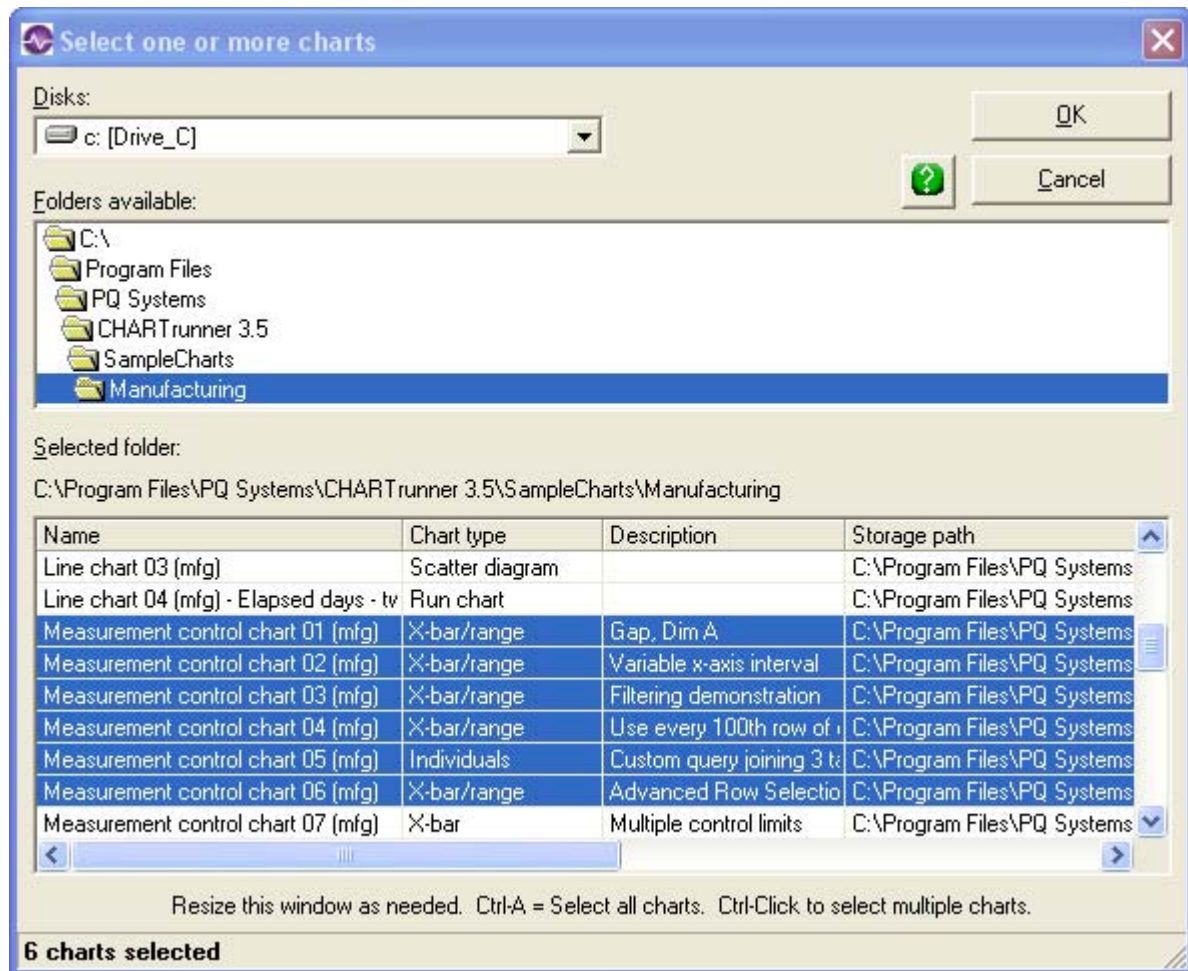 Select one or more charts
Disks:
c: [Drive_C]
OK
Cancel
Folders available:
C:\
Program Files
PQ Systems
CHARTrunner 3.5
SampleCharts
Manufacturing
Selected folder:
C:\Program Files\PQ Systems\CHARTrunner 3.5\SampleCharts\Manufacturing
Name Chart type Description Storage path
Line chart 03 (mfg) Scatter diagram C:\Program Files\PQ Systems
Line chart 04 (mfg) - Elapsed days - tv Run chart C:\Program Files\PQ Systems
Measurement control chart 01 (mfg) X-bar/range Gap, Dim A C:\Program Files\PQ Systems
Measurement control chart 02 (mfg) X-bar/range Variable x-axis interval C:\Program Files\PQ Systems
Measurement control chart 03 (mfg) X-bar/range Filtering demonstration C:\Program Files\PQ Systems
Measurement control chart 04 (mfg) X-bar/range Use every 100th row of C:\Program Files\PQ Systems
Measurement control chart 05 (mfg) Individuals Custom query joining 3 ta C:\Program Files\PQ Systems
Measurement control chart 06 (mfg) X-bar/range Advanced Row Selectio C:\Program Files\PQ Systems
Measurement control chart 07 (mfg) X-bar Multiple control limits C:\Program Files\PQ Systems
Resize this window as needed. Ctrl-A = Select all charts. Ctrl-Click to select multiple charts.
6 charts selected